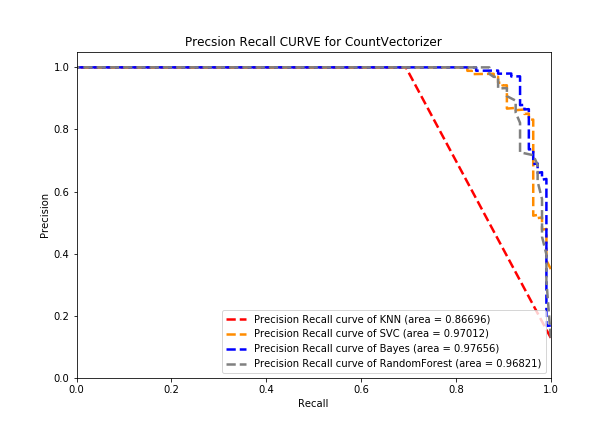 Precsion Recall CURVE for CountVectorizer
1.0
0.8
0.6
0.4
0.2
0.0
Precision
Precision Recall curve of KNN (area = 0.86696)
Precision Recall curve of SVC (area = 0.97012)
Precision Recall curve of Bayes (area = 0.97656)
Precision Recall curve of RandomForest (area = 0.96821)
0.0 0.2 0.4 0.6 0.8 1.0
Recall